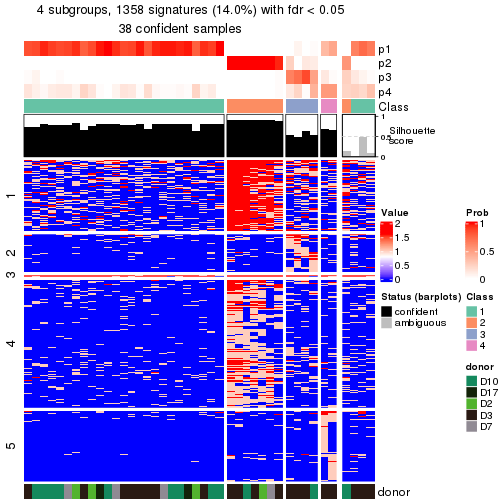 4 subgroups, 1358 signatures (14.0%) with fdr < 0.05
38 confident samples
p1
p2
p3
p4
Class
1
0.5
0
Silhouette
score
1
2
3
4
5
donor
Value
2
1.5
1
0.5
0
Prob
1
0.5
0
Status (barplots)
confident
ambiguous
Class
1
2
3
4
donor
D10
D17
D2
D3
D7